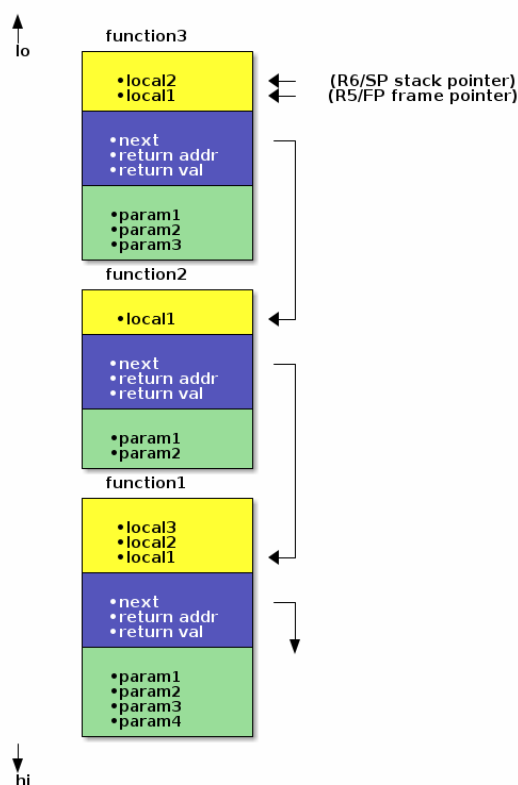 function3
lo
•local2
(R6/SP stack pointer)
•local1
(R5/FP frame pointer)
•next
•return addr
•return val
•param1
•param2
•param3
function2
•local1
•next
•return addr
•return val
•param1
•param2
function1
•local3
•local2
•local1
•next
•return addr
•return val
•param1
•param2
•param3
•param4
hi